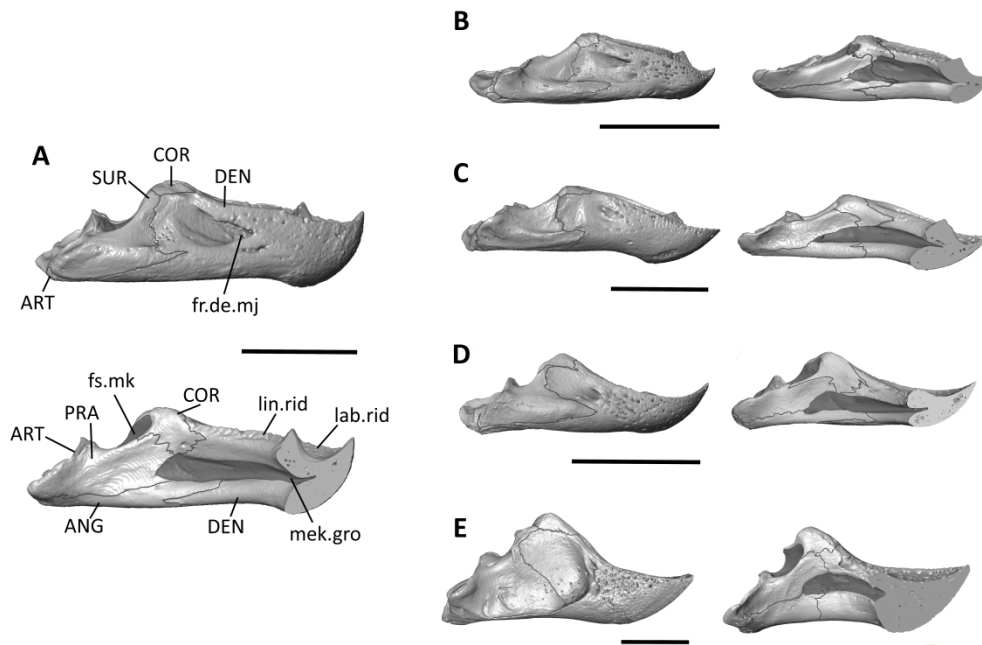 A
COR
SUR
DEN
ART
fr.de.mj
fs.mk
COR
PRA
lin.rid
ART
lab.rid
ANG
DEN
mek.gro
B
C
D
E